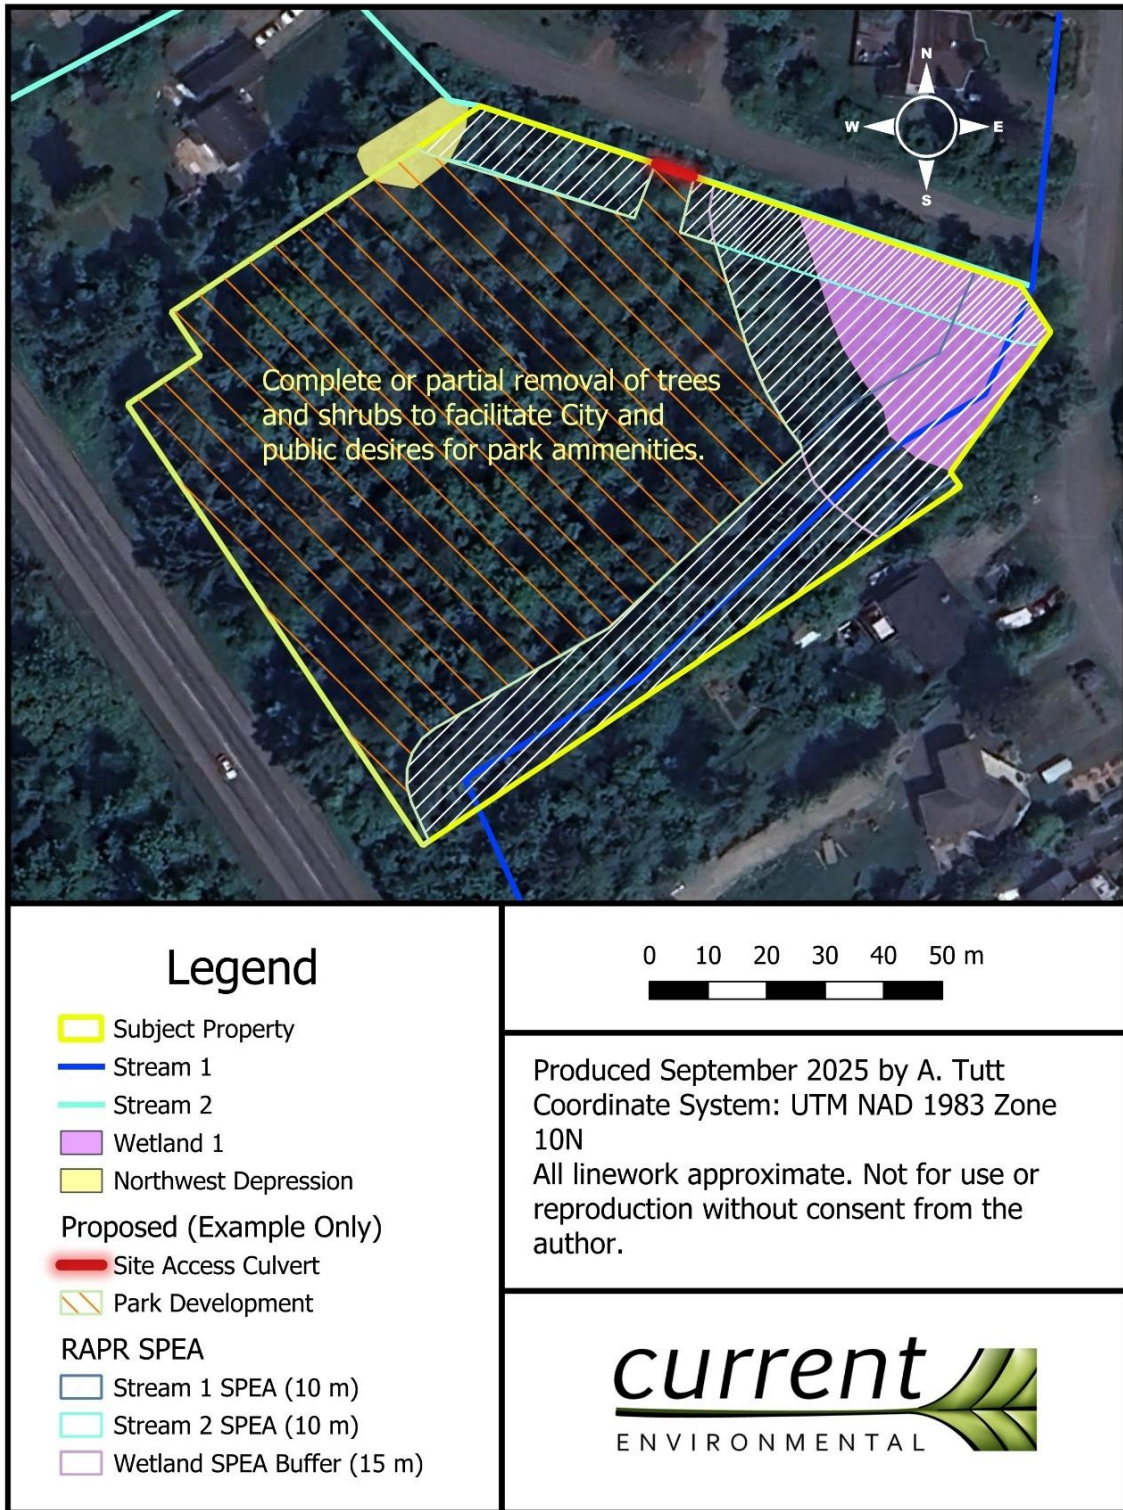 N
W
E
S
Complete or partial removal of trees
and shrubs to facilitate City and
public desires for park ammenities.
Legend
Subject Property
Stream 1
Stream 2
Wetland 1
Northwest Depression
Proposed (Example Only)
Site Access Culvert
Park Development
RAPR SPEA
Stream 1 SPEA (10 m)
Stream 2 SPEA (10 m)
Wetland SPEA Buffer (15 m)
0 10 20 30 40 50 m
Produced September 2025 by A. Tutt
Coordinate System: UTM NAD 1983 Zone
10N
All linework approximate. Not for use or
reproduction without consent from the
author.
current
ENVIRONMENTAL